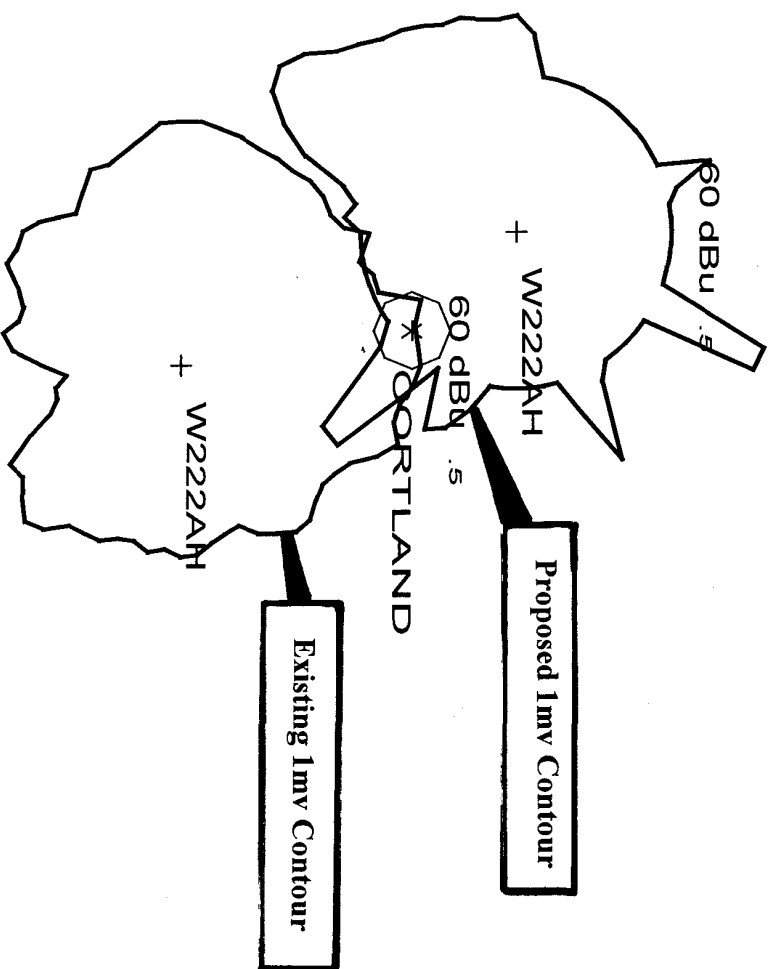 60 dBu
.5
W222AH
Proposed 1mv Contour
60 dBu
.5
CORTLAND
Existing 1mv Contour
W222AH